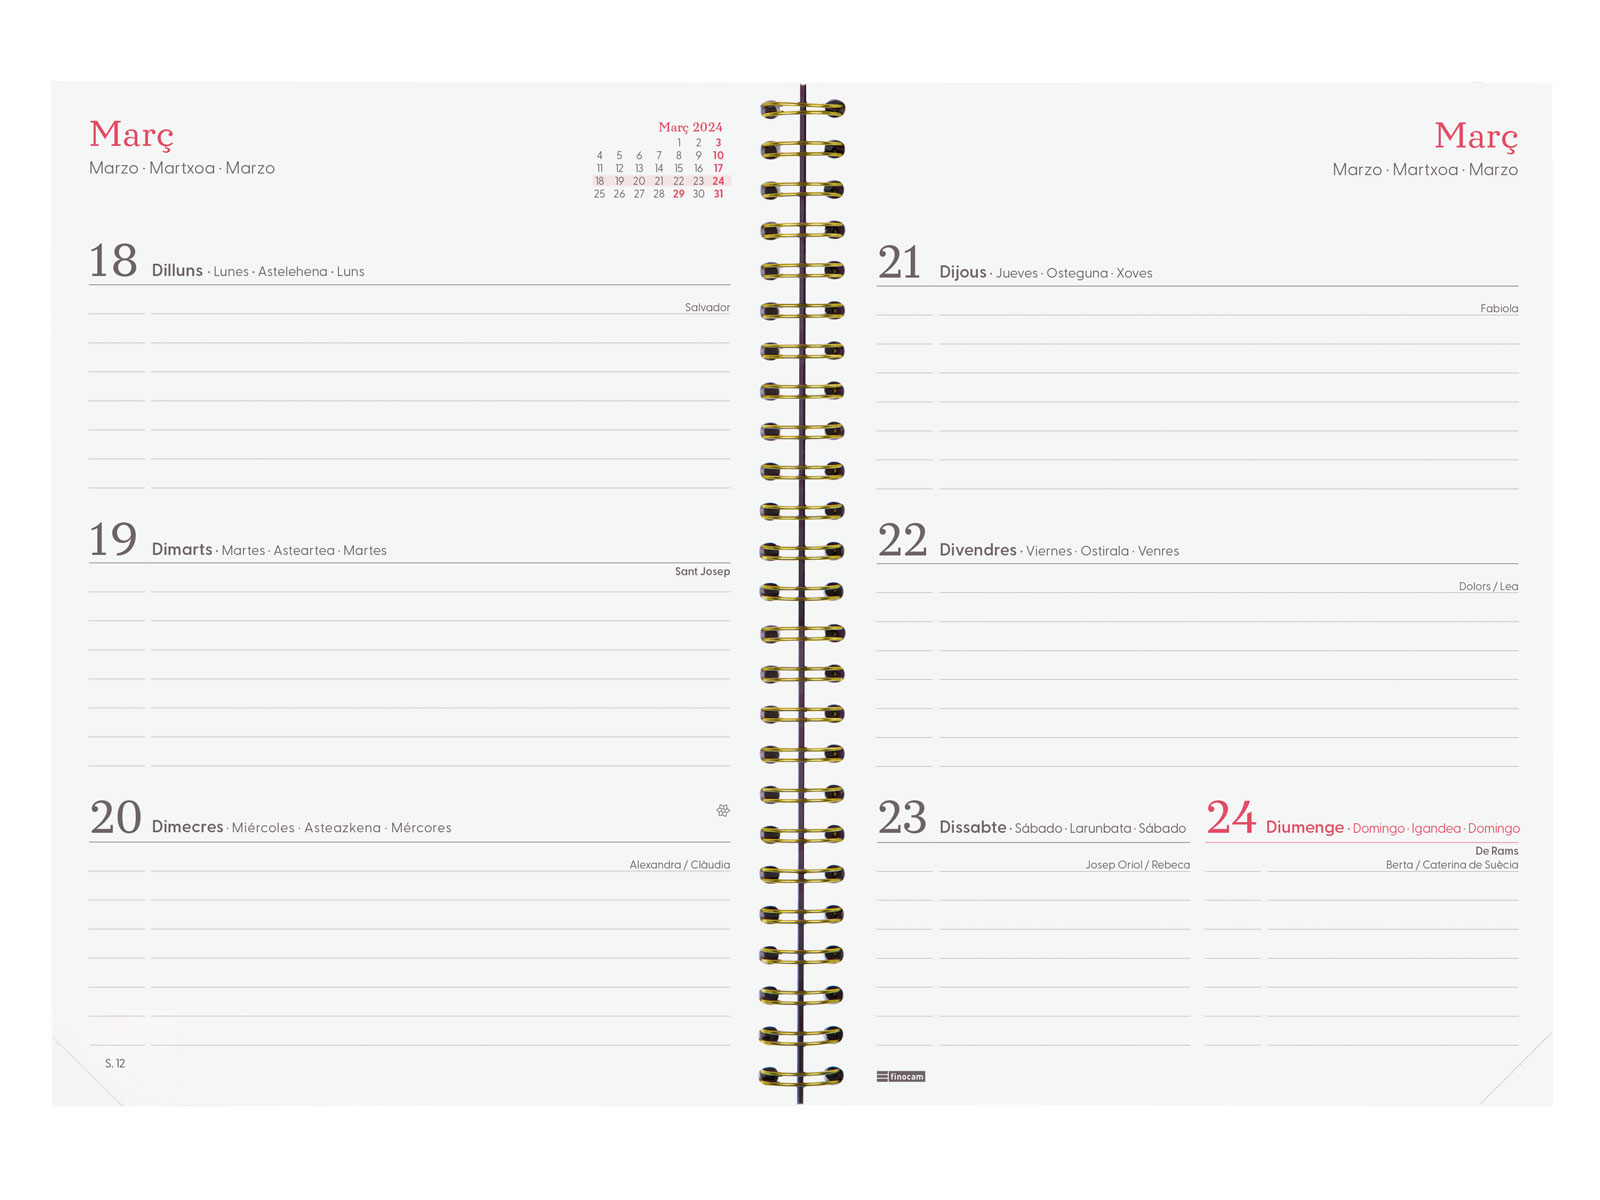 Març
Marzo · Martxoa · Marzo
Març 2024
1 2 3
4 5 6 7 8 9 10
11 12 13 14 15 16 17
18 19 20 21 22 23 24
25 26 27 28 29 30 31
18 Dilluns · Lunes · Astelehena · Luns
Salvador
19 Dimarts · Martes · Asteartea · Martes
Sant Josep
20 Dimecres · Miércoles · Asteazkena · Mércores
Alexandra / Clàudia
S. 12
Març
Marzo · Martxoa · Marzo
21 Dijous · Jueves · Osteguna · Xoves
Fabiola
22 Divendres · Viernes · Ostirala · Venres
Dolors / Lea
23 Dissabte · Sábado · Larunbata · Sábado
Josep Oriol / Rebeca
24 Diumenge · Domingo · Igandea · Domingo
De Rams
Berta / Caterina de Suècia
finocam